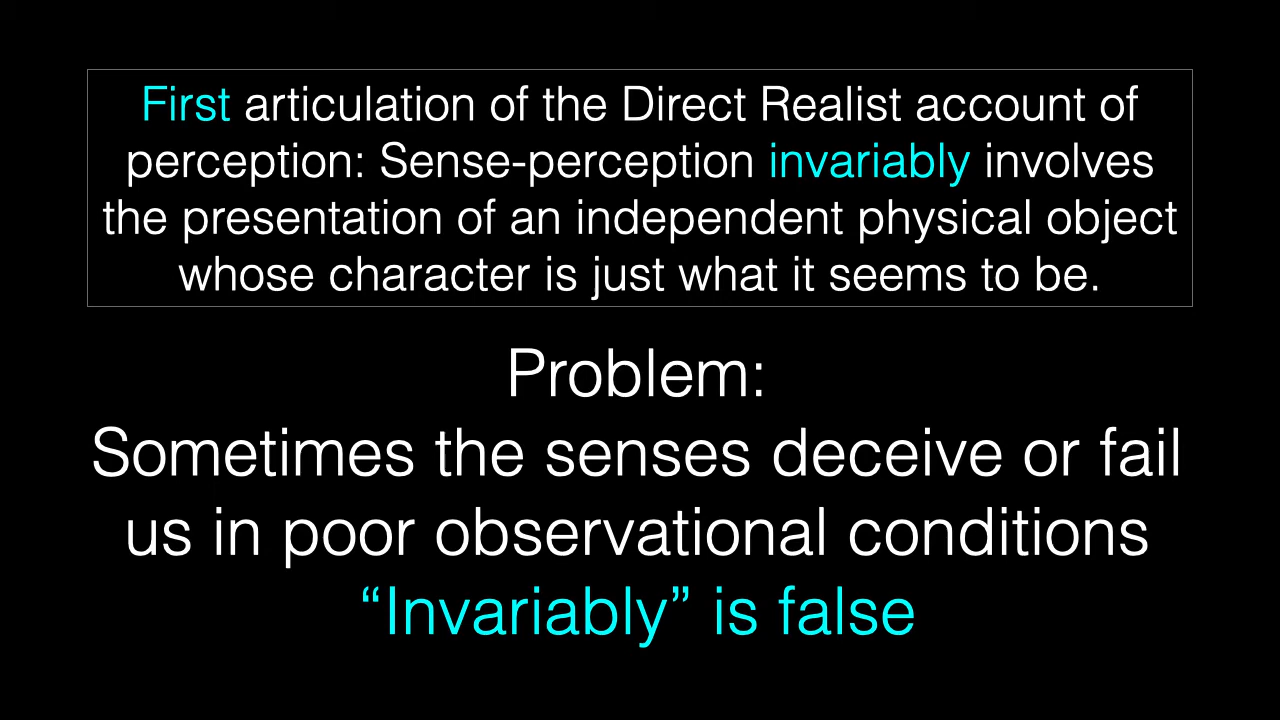 First articulation of the Direct Realist account of
perception: Sense-perception invariably involves
the presentation of an independent physical object
whose character is just what it seems to be.
Problem:
Sometimes the senses deceive or fail
us in poor observational conditions
“Invariably” is false